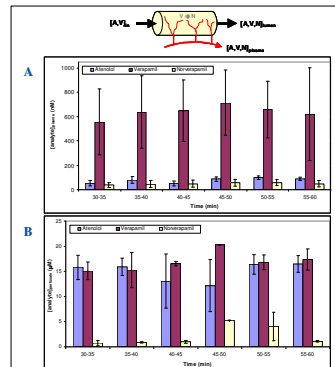 [A,V]in
V N
[A,V,N]lumen
[A,V,N]plasma
A
Atenolol Verapamil Norverapamil
1000
800
600
400
200
0
30-35 35-40 40-45 45-50 50-55 55-60
Time (min)
B
Atenolol Verapamil Norverapamil
25
20
15
10
5
0
30-35 35-40 40-45 45-50 50-55 55-60
Time (min)